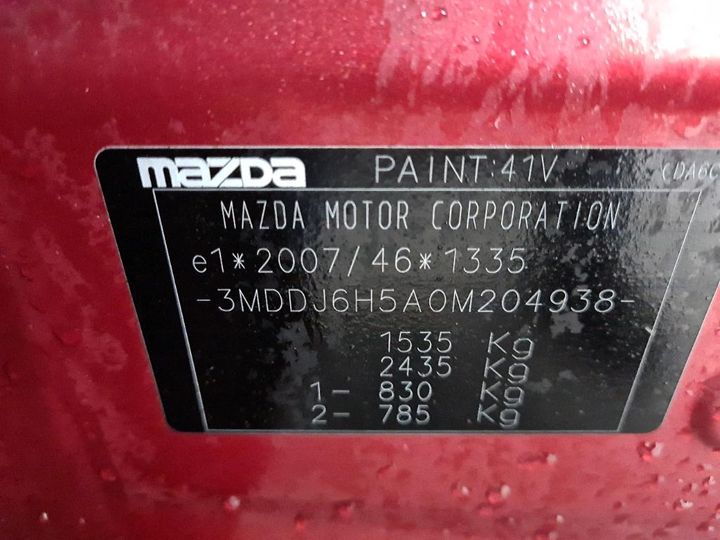 mazda PAINT:41V
MAZDA MOTOR CORPORATION
e1*2007/46*1335
-3MDDJ6H5A0M204938-
1535 Kg
2435 Kg
1- 830 Kg
2- 785 Kg